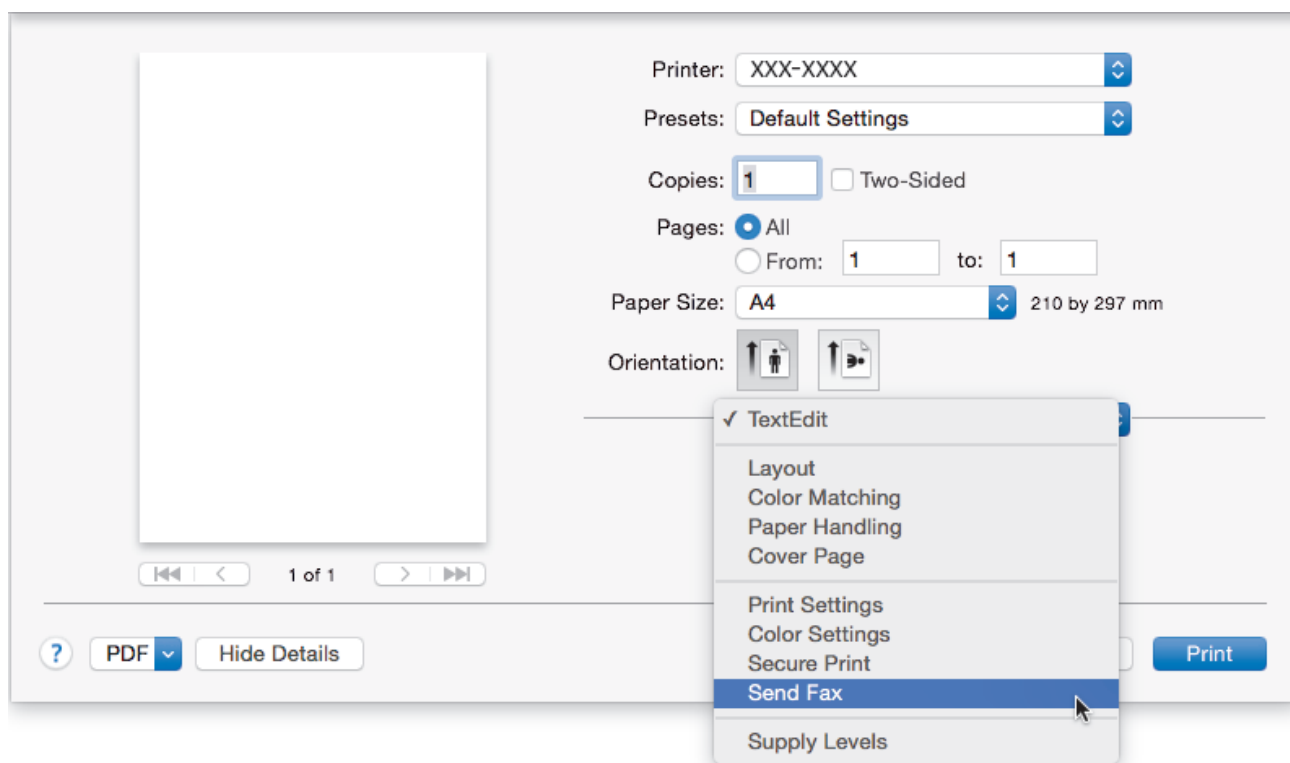 Printer: XXX-XXXX
Presets: Default Settings
Copies: 1 Two-Sided
Pages: All
From: 1 to: 1
Paper Size: A4 210 by 297 mm
Orientation:
✓ TextEdit
Layout
Color Matching
Paper Handling
Cover Page
1 of 1
Print Settings
Color Settings
Secure Print
Send Fax
Supply Levels
? PDF Hide Details Print